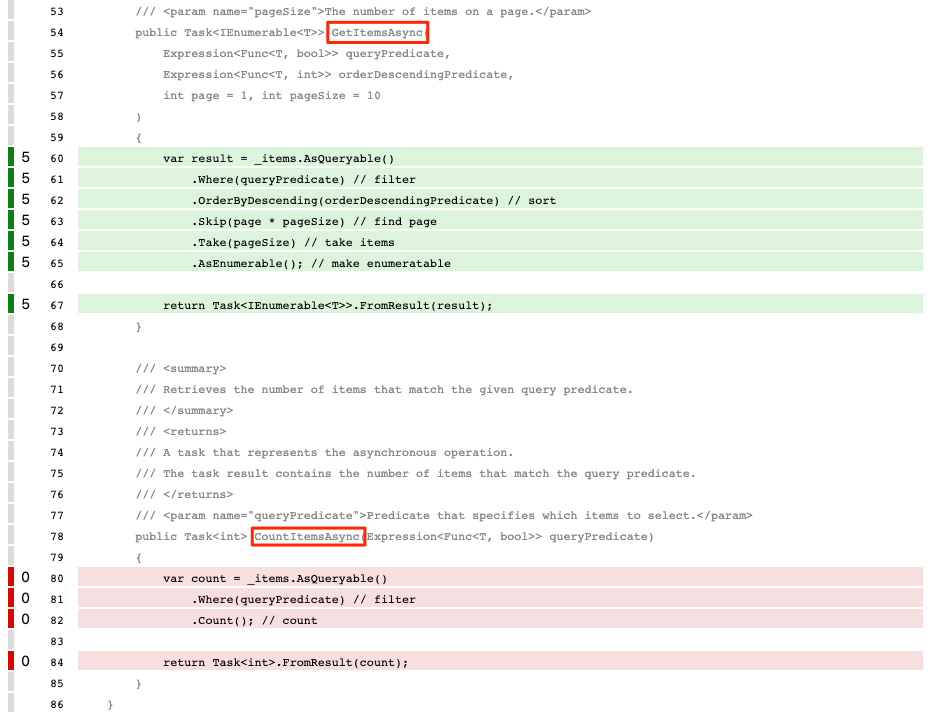 53 /// <param name="pageSize">The number of items on a page.</param>
54 public Task<IEnumerable<T>> GetItemsAsync(
55 Expression<Func<T, bool>> queryPredicate,
56 Expression<Func<T, int>> orderDescendingPredicate,
57 int page = 1, int pageSize = 10
58 )
59 {
5 60 var result = _items.AsQueryable()
5 61 .Where(queryPredicate) // filter
5 62 .OrderByDescending(orderDescendingPredicate) // sort
5 63 .Skip(page * pageSize) // find page
5 64 .Take(pageSize) // take items
5 65 .AsEnumerable(); // make enumeratable
66
5 67 return Task<IEnumerable<T>>.FromResult(result);
68 }
69
70 /// <summary>
71 /// Retrieves the number of items that match the given query predicate.
72 /// </summary>
73 /// <returns>
74 /// A task that represents the asynchronous operation.
75 /// The task result contains the number of items that match the query predicate.
76 /// </returns>
77 /// <param name="queryPredicate">Predicate that specifies which items to select.</param>
78 public Task<int> CountItemsAsync(Expression<Func<T, bool>> queryPredicate)
79 {
0 80 var count = _items.AsQueryable()
0 81 .Where(queryPredicate) // filter
0 82 .Count(); // count
83
0 84 return Task<int>.FromResult(count);
85 }
86 }